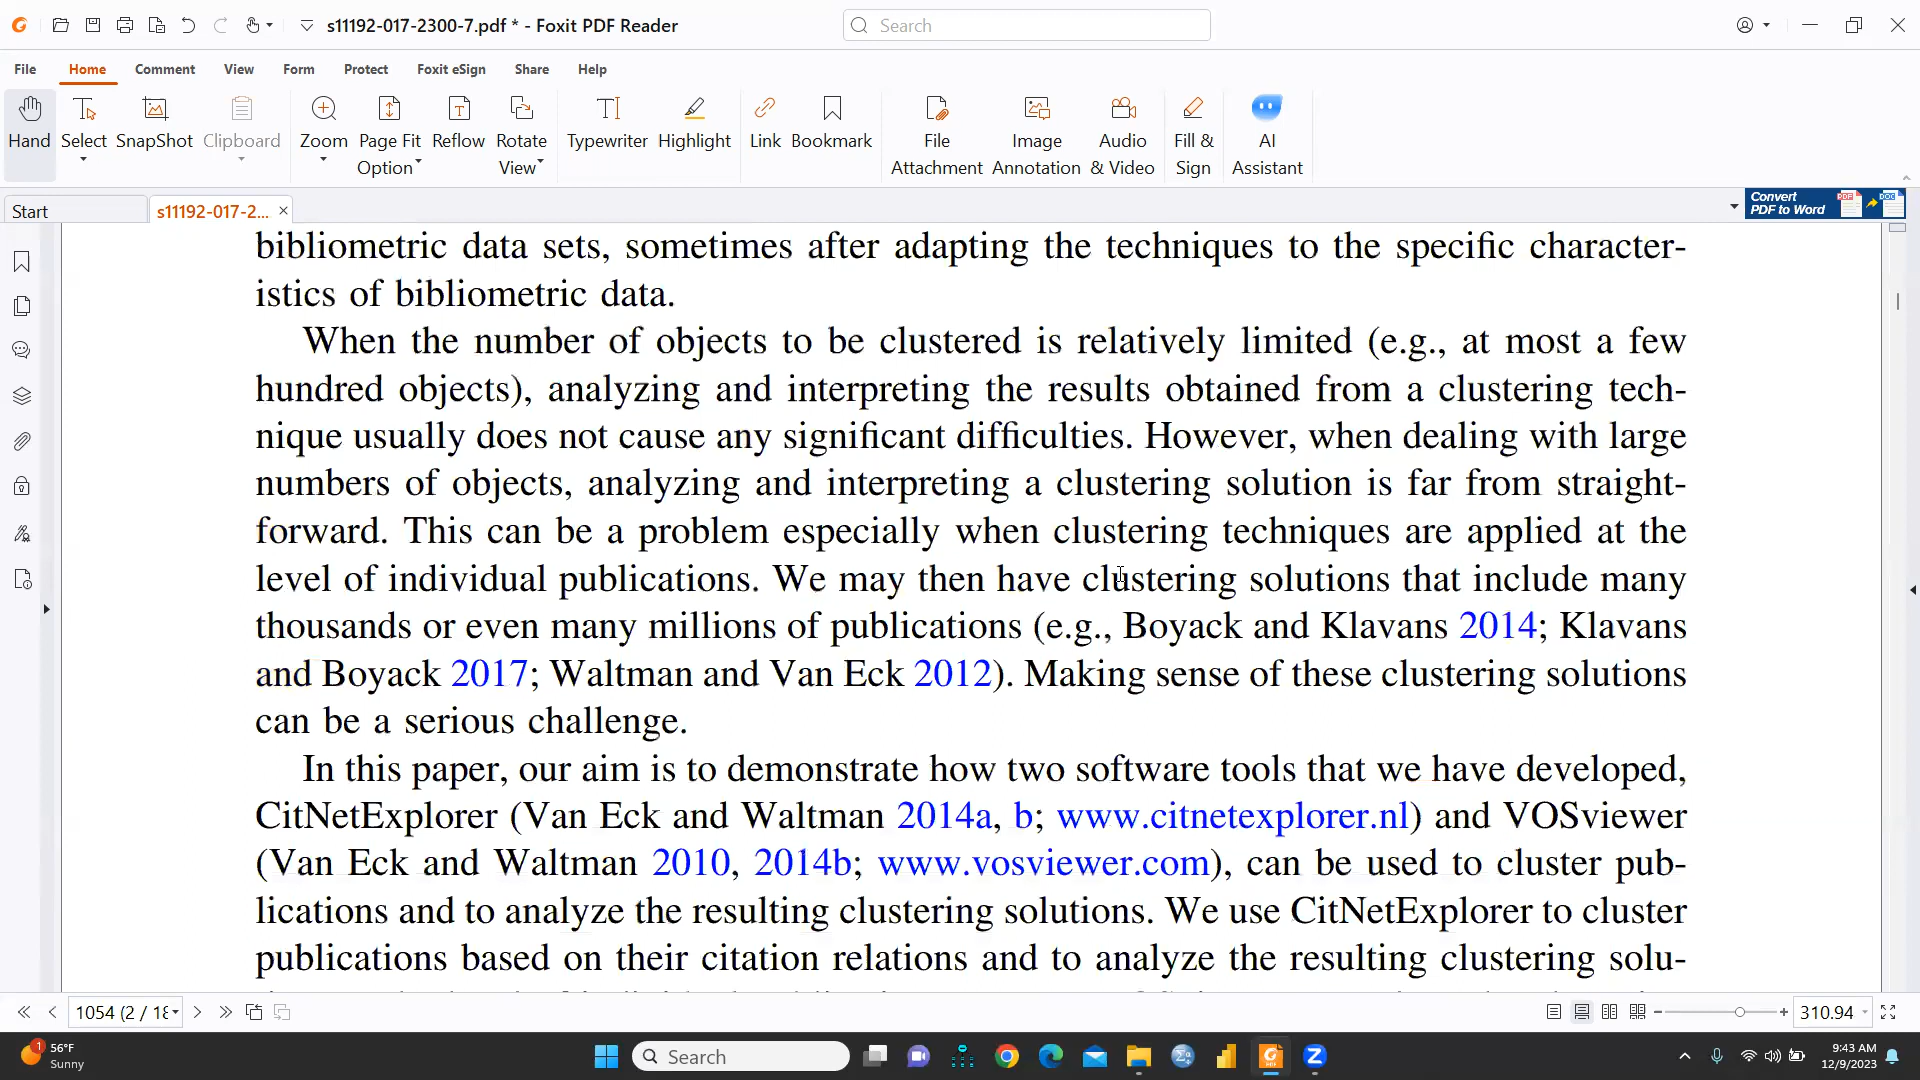 s11192-017-2300-7.pdf * - Foxit PDF Reader
Search
File Home Comment View Form Protect Foxit eSign Share Help
Hand Select SnapShot Clipboard Zoom Page Fit Option Reflow Rotate View Typewriter Highlight Link Bookmark File Attachment Image Annotation Audio & Video Fill & Sign AI Assistant
Start s11192-017-2...
Convert
PDF to Word
bibliometric data sets, sometimes after adapting the techniques to the specific character-
istics of bibliometric data.
When the number of objects to be clustered is relatively limited (e.g., at most a few
hundred objects), analyzing and interpreting the results obtained from a clustering tech-
nique usually does not cause any significant difficulties. However, when dealing with large
numbers of objects, analyzing and interpreting a clustering solution is far from straight-
forward. This can be a problem especially when clustering techniques are applied at the
level of individual publications. We may then have clustering solutions that include many
thousands or even many millions of publications (e.g., Boyack and Klavans 2014; Klavans
and Boyack 2017; Waltman and Van Eck 2012). Making sense of these clustering solutions
can be a serious challenge.
In this paper, our aim is to demonstrate how two software tools that we have developed,
CitNetExplorer (Van Eck and Waltman 2014a, b; www.citnetexplorer.nl) and VOSviewer
(Van Eck and Waltman 2010, 2014b; www.vosviewer.com), can be used to cluster pub-
lications and to analyze the resulting clustering solutions. We use CitNetExplorer to cluster
publications based on their citation relations and to analyze the resulting clustering solu-
1054 (2 / 18
310.94
56°F
Sunny
Search
9:43 AM
12/9/2023